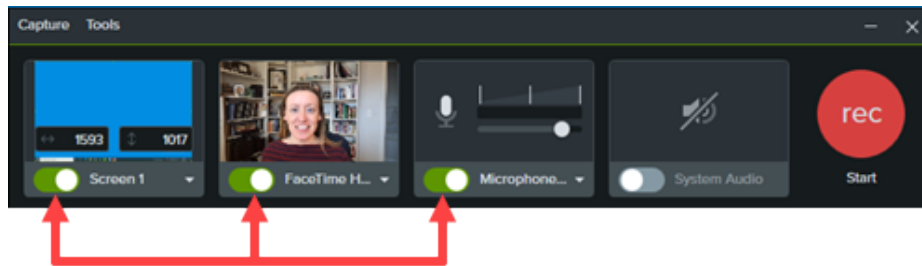 Capture Tools
1593 1017
rec
Screen 1
FaceTime H...
Microphone...
System Audio
Start